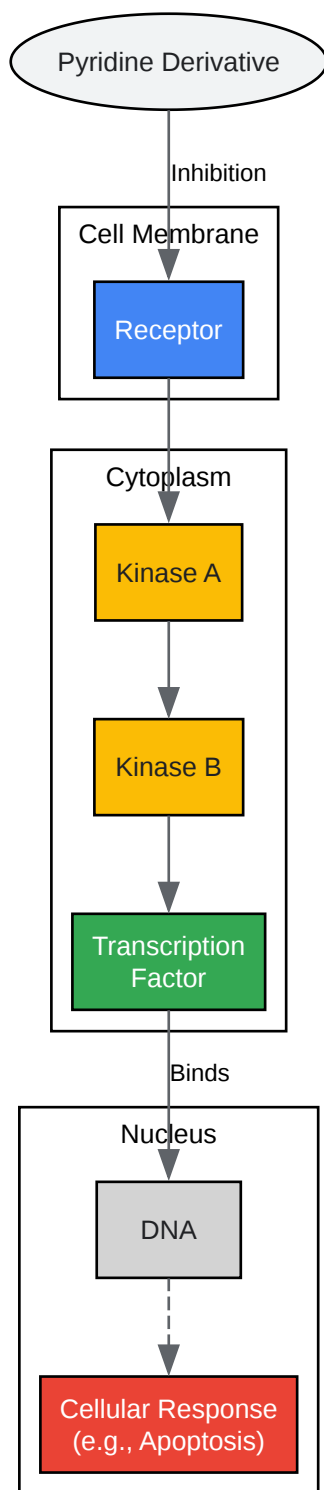 Pyridine Derivative
Inhibition
Cell Membrane
Receptor
Cytoplasm
Kinase A
Kinase B
Transcription
Factor
Binds
Nucleus
DNA
Cellular Response
(e.g., Apoptosis)